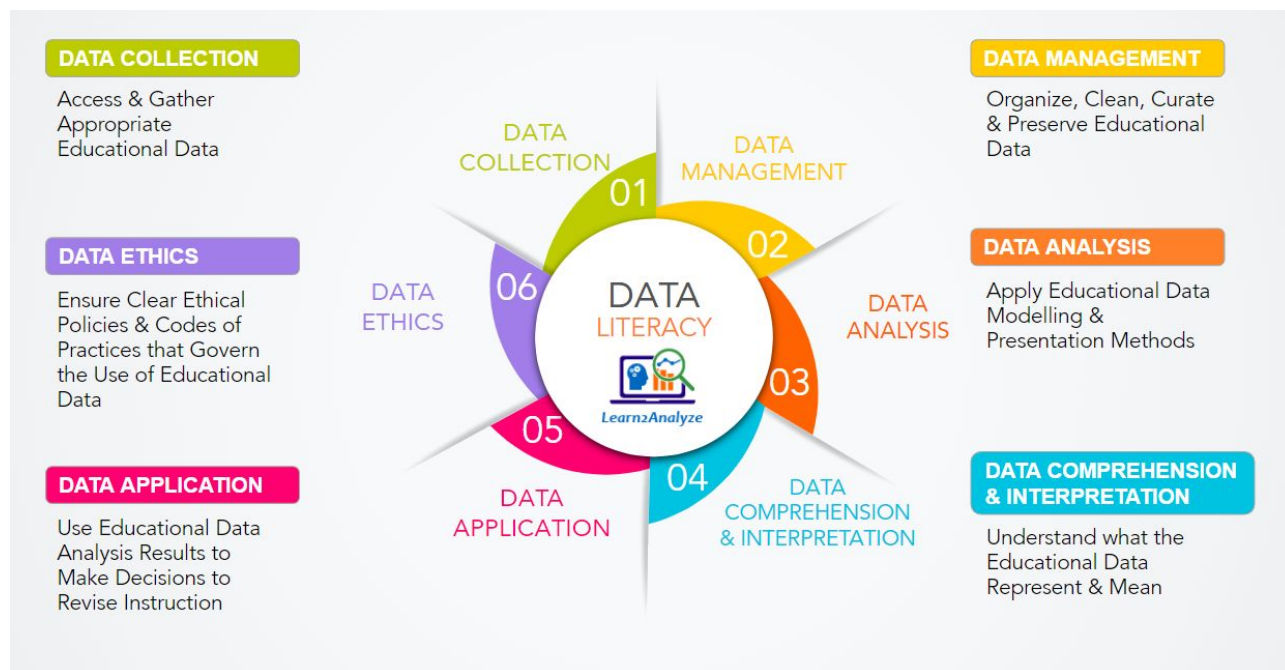 DATA COLLECTION
Access & Gather
Appropriate
Educational Data
DATA ETHICS
Ensure Clear Ethical
Policies & Codes of
Practices that Govern
the Use of Educational
Data
DATA APPLICATION
Use Educational Data
Analysis Results to
Make Decisions to
Revise Instruction
DATA
COLLECTION
01
DATA
MANAGEMENT
02
DATA
ANALYSIS
03
DATA
COMPREHENSION
& INTERPRETATION
04
DATA
APPLICATION
05
DATA
ETHICS
06
DATA
LITERACY
Learn2Analyze
DATA MANAGEMENT
Organize, Clean, Curate
& Preserve Educational
Data
DATA ANALYSIS
Apply Educational Data
Modelling &
Presentation Methods
DATA COMPREHENSION
& INTERPRETATION
Understand what the
Educational Data
Represent & Mean